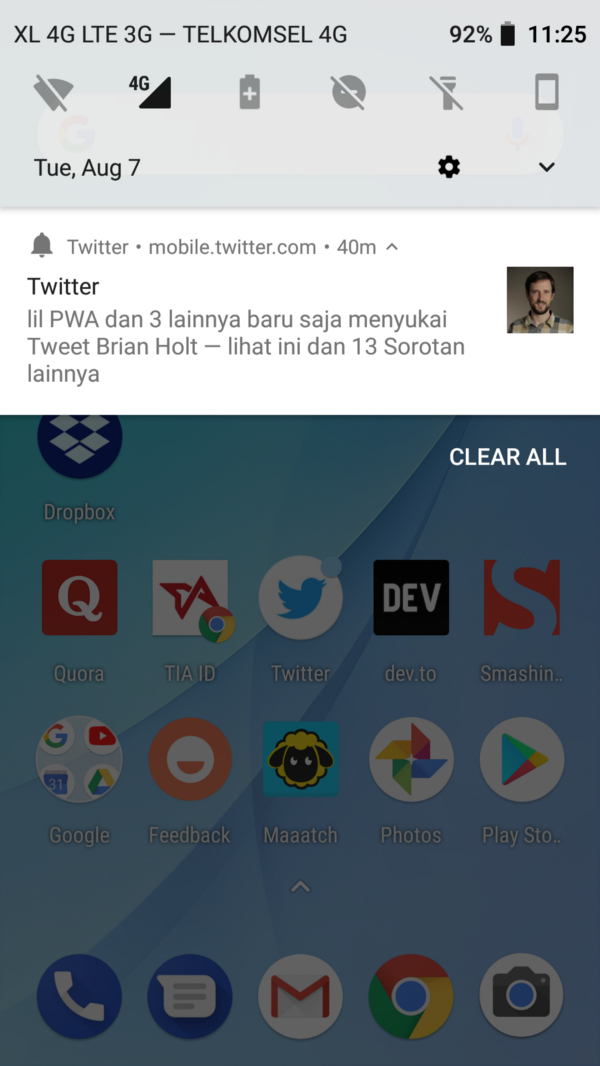 XL 4G LTE 3G — TELKOMSEL 4G 92% 11:25
4G
Tue, Aug 7
Twitter • mobile.twitter.com • 40m
Twitter
lil PWA dan 3 lainnya baru saja menyukai
Tweet Brian Holt — lihat ini dan 13 Sorotan
lainnya
CLEAR ALL
Dropbox
Q
DEV
S
Quora TIA ID Twitter dev.to Smashin..
31
Google Feedback Maaatch Photos Play Sto..